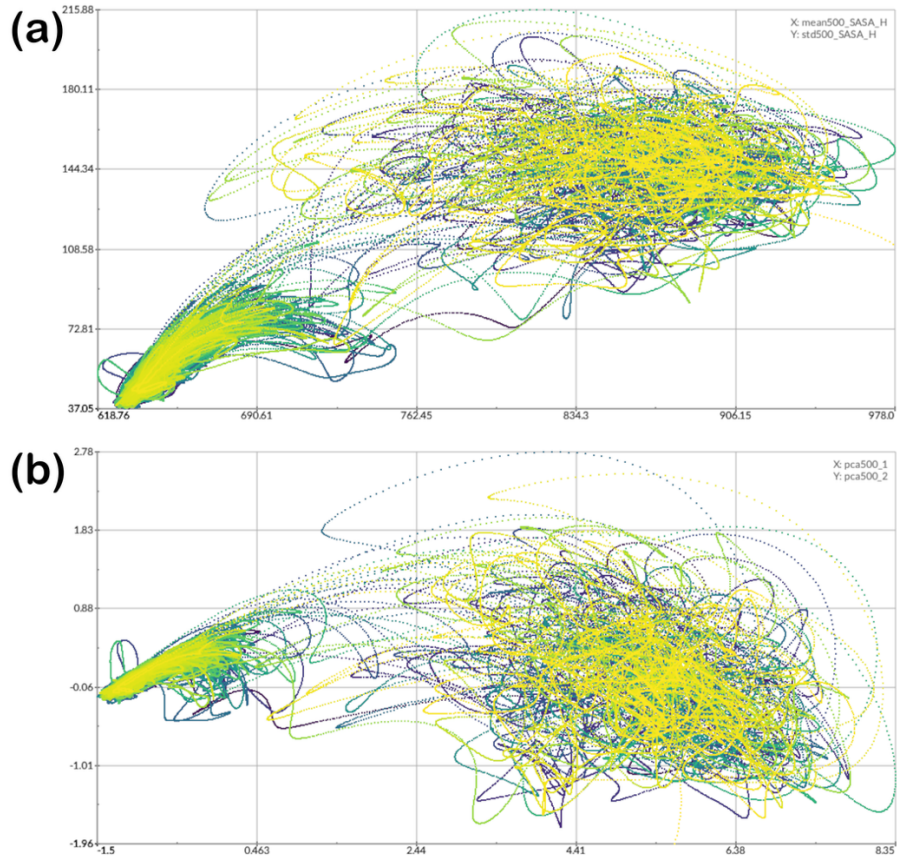 (a)
X: mean500_SASA_H
Y: std500_SASA_H
215.88
180.11
144.34
108.58
72.81
37.05
618.76 690.61 762.45 834.3 906.15 978.0
(b)
X: pca500_1
Y: pca500_2
2.78
1.83
0.88
-0.06
-1.01
-1.96
-1.5 0.463 2.44 4.41 6.38 8.35